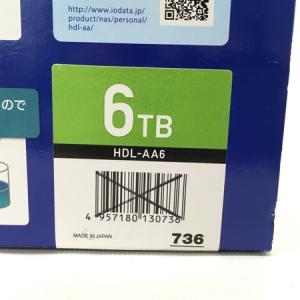 https://www.iodata.jp/
product/nas/personal/
hdl-aa/
ので
6TB
HDL-AA6
4 957180 130736
MADE IN JAPAN
736